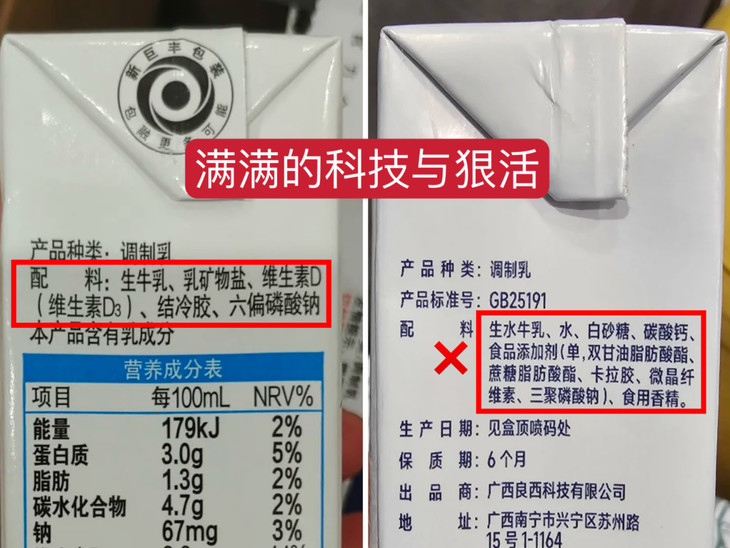 新巨丰包装
包融更多可能
满满的科技与狠活
产品种类：调制乳
配 料：生牛乳、乳矿物盐、维生素D
（维生素D₃）、结冷胶、六偏磷酸钠
本产品含有乳成分
营养成分表
项目 每100mL NRV%
能量 179kJ 2%
蛋白质 3.0g 5%
脂肪 1.3g 2%
碳水化合物 4.7g 2%
钠 67mg 3%
产品种类：调制乳
产品标准号：GB25191
配 料 生水牛乳、水、白砂糖、碳酸钙、
食品添加剂（单，双甘油脂肪酸酯、
蔗糖脂肪酸酯、卡拉胶、微晶纤
维素、三聚磷酸钠）、食用香精。
生产日期：见盒顶喷码处
保质期：6个月
出品商：广西良西科技有限公司
地 址：广西南宁市兴宁区苏州路
15号1-1164